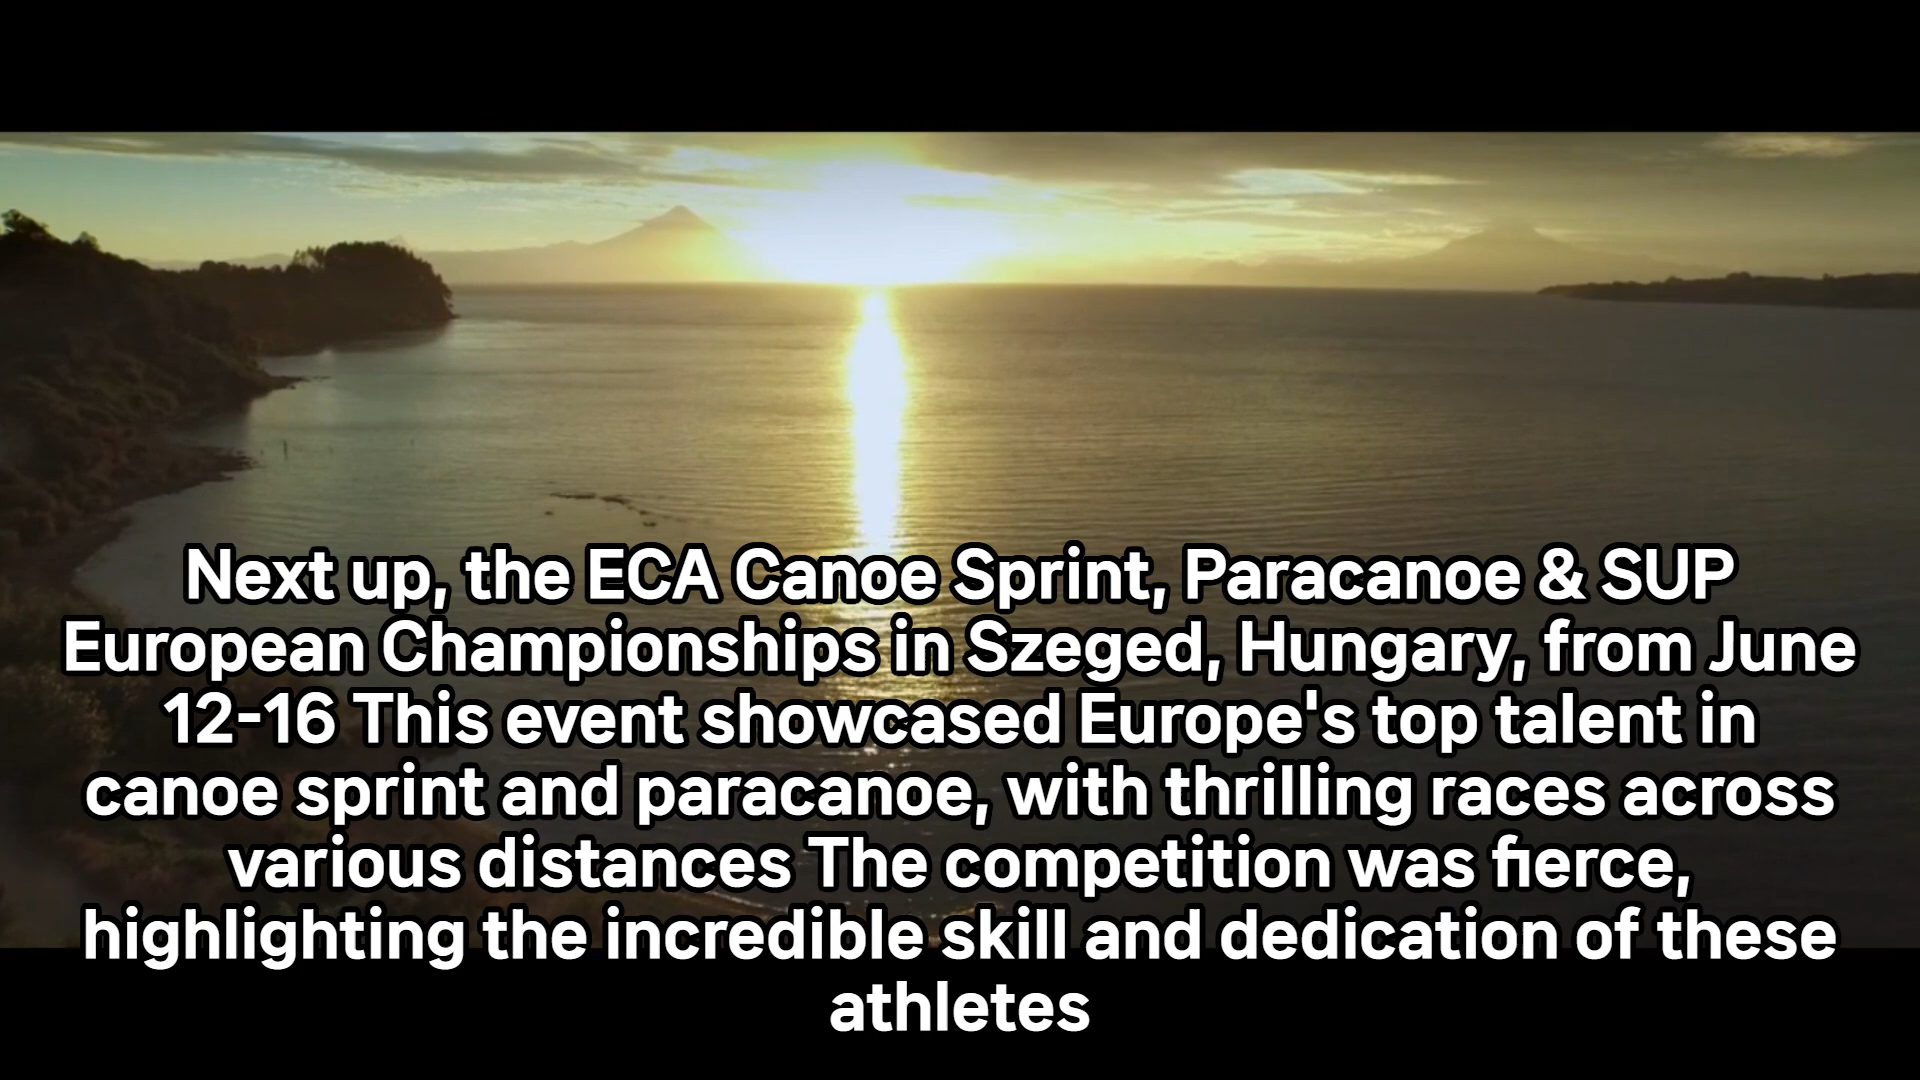 Next up, the ECA Canoe Sprint, Paracanoe & SUP
European Championships in Szeged, Hungary, from June
12-16 This event showcased Europe's top talent in
canoe sprint and paracanoe, with thrilling races across
various distances The competition was fierce,
highlighting the incredible skill and dedication of these
athletes